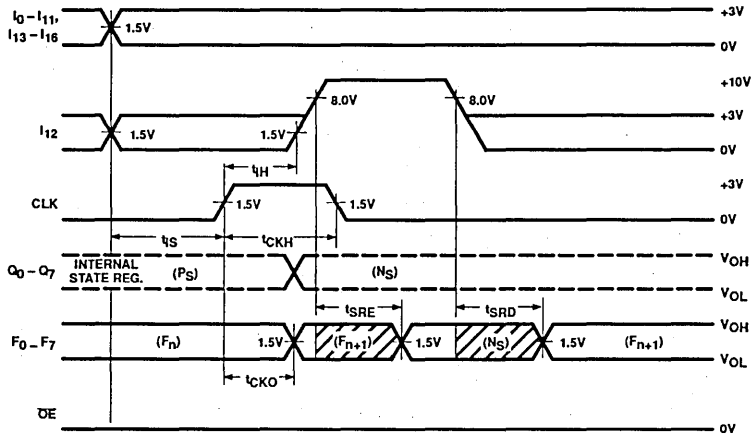 I0–I11,
I13–I16
1.5V
+3V
0V
+10V
8.0V
8.0V
+3V
I12
1.5V
1.5V
0V
tIH
+3V
CLK
1.5V
1.5V
0V
tIS
tCKH
Q0–Q7
INTERNAL
STATE REG.
(PS)
(NS)
VOH
VOL
tSRE
tSRD
F0–F7
(Fn)
1.5V
(Fn+1)
1.5V
(NS)
1.5V
(Fn+1)
VOH
VOL
tCKO
O̅E̅
0V